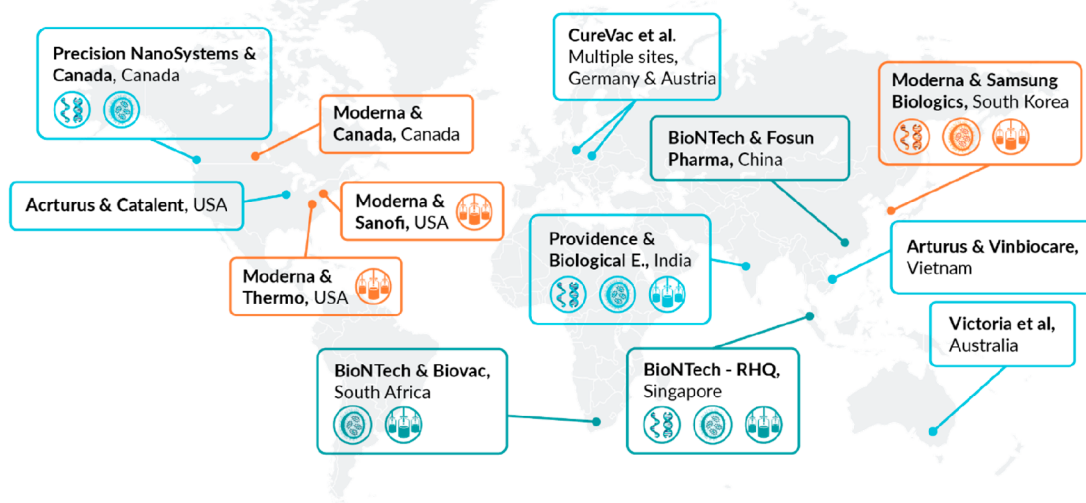 Precision NanoSystems &
Canada, Canada
Moderna &
Canada, Canada
Acrturus & Catalent, USA
Moderna &
Sanofi, USA
Moderna &
Thermo, USA
CureVac et al.
Multiple sites,
Germany & Austria
BioNTech & Fosun
Pharma, China
Moderna & Samsung
Biologics, South Korea
Providence &
Biological E., India
Arturus & Vinbiocare,
Vietnam
Victoria et al,
Australia
BioNTech & Biovac,
South Africa
BioNTech - RHQ,
Singapore